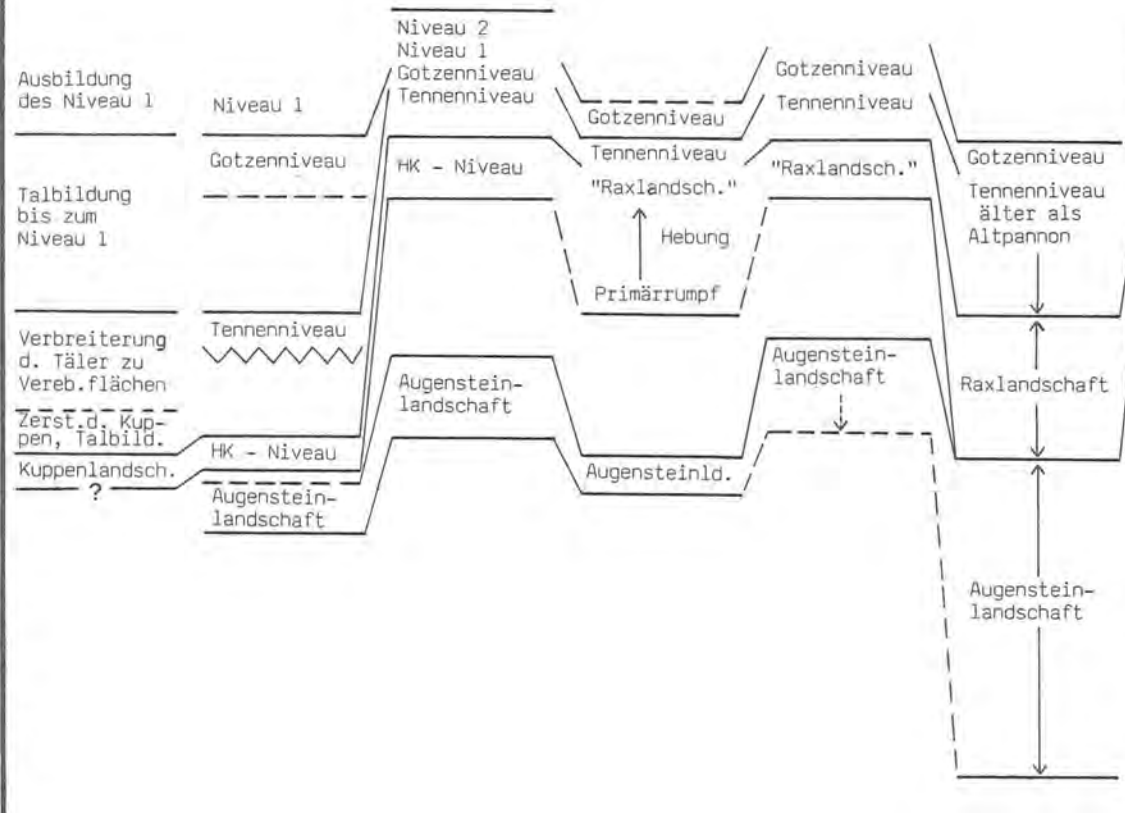 Ausbildung
des Niveau 1
Talbildung
bis zum
Niveau 1
Verbreiterung
d. Täler zu
Vereb.flächen
Zerst.d. Kup-
pen, Talbild.
Kuppenlandsch.
?
Niveau 1
Gotzenniveau
Tennenniveau
HK - Niveau
Augenstein-
landschaft
Niveau 2
Niveau 1
Gotzenniveau
Tennenniveau
HK - Niveau
Augenstein-
landschaft
Gotzenniveau
Tennenniveau
"Raxlandsch."
Hebung
Primärrumpf
Augensteinld.
Gotzenniveau
Tennenniveau
"Raxlandsch."
Augenstein-
landschaft
Gotzenniveau
Tennenniveau
älter als
Altpannon
Raxlandschaft
Augenstein-
landschaft